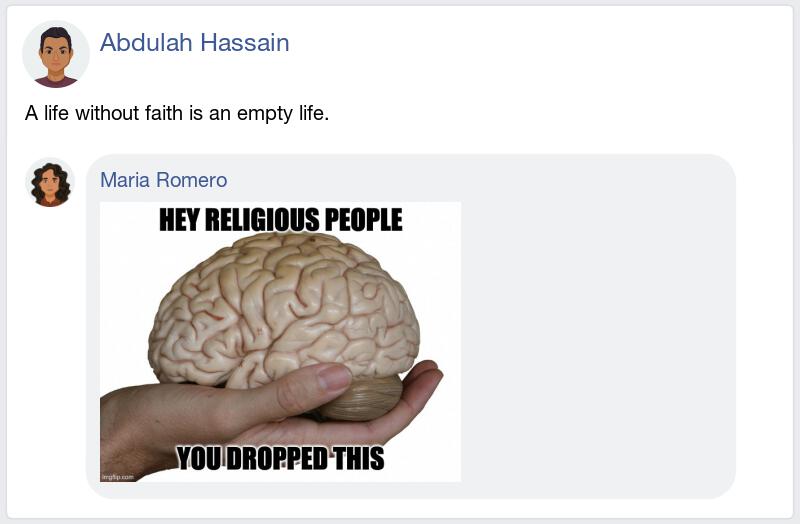 Abdulah Hassain
A life without faith is an empty life.
Maria Romero
HEY RELIGIOUS PEOPLE
YOU DROPPED THIS
imgflip.com